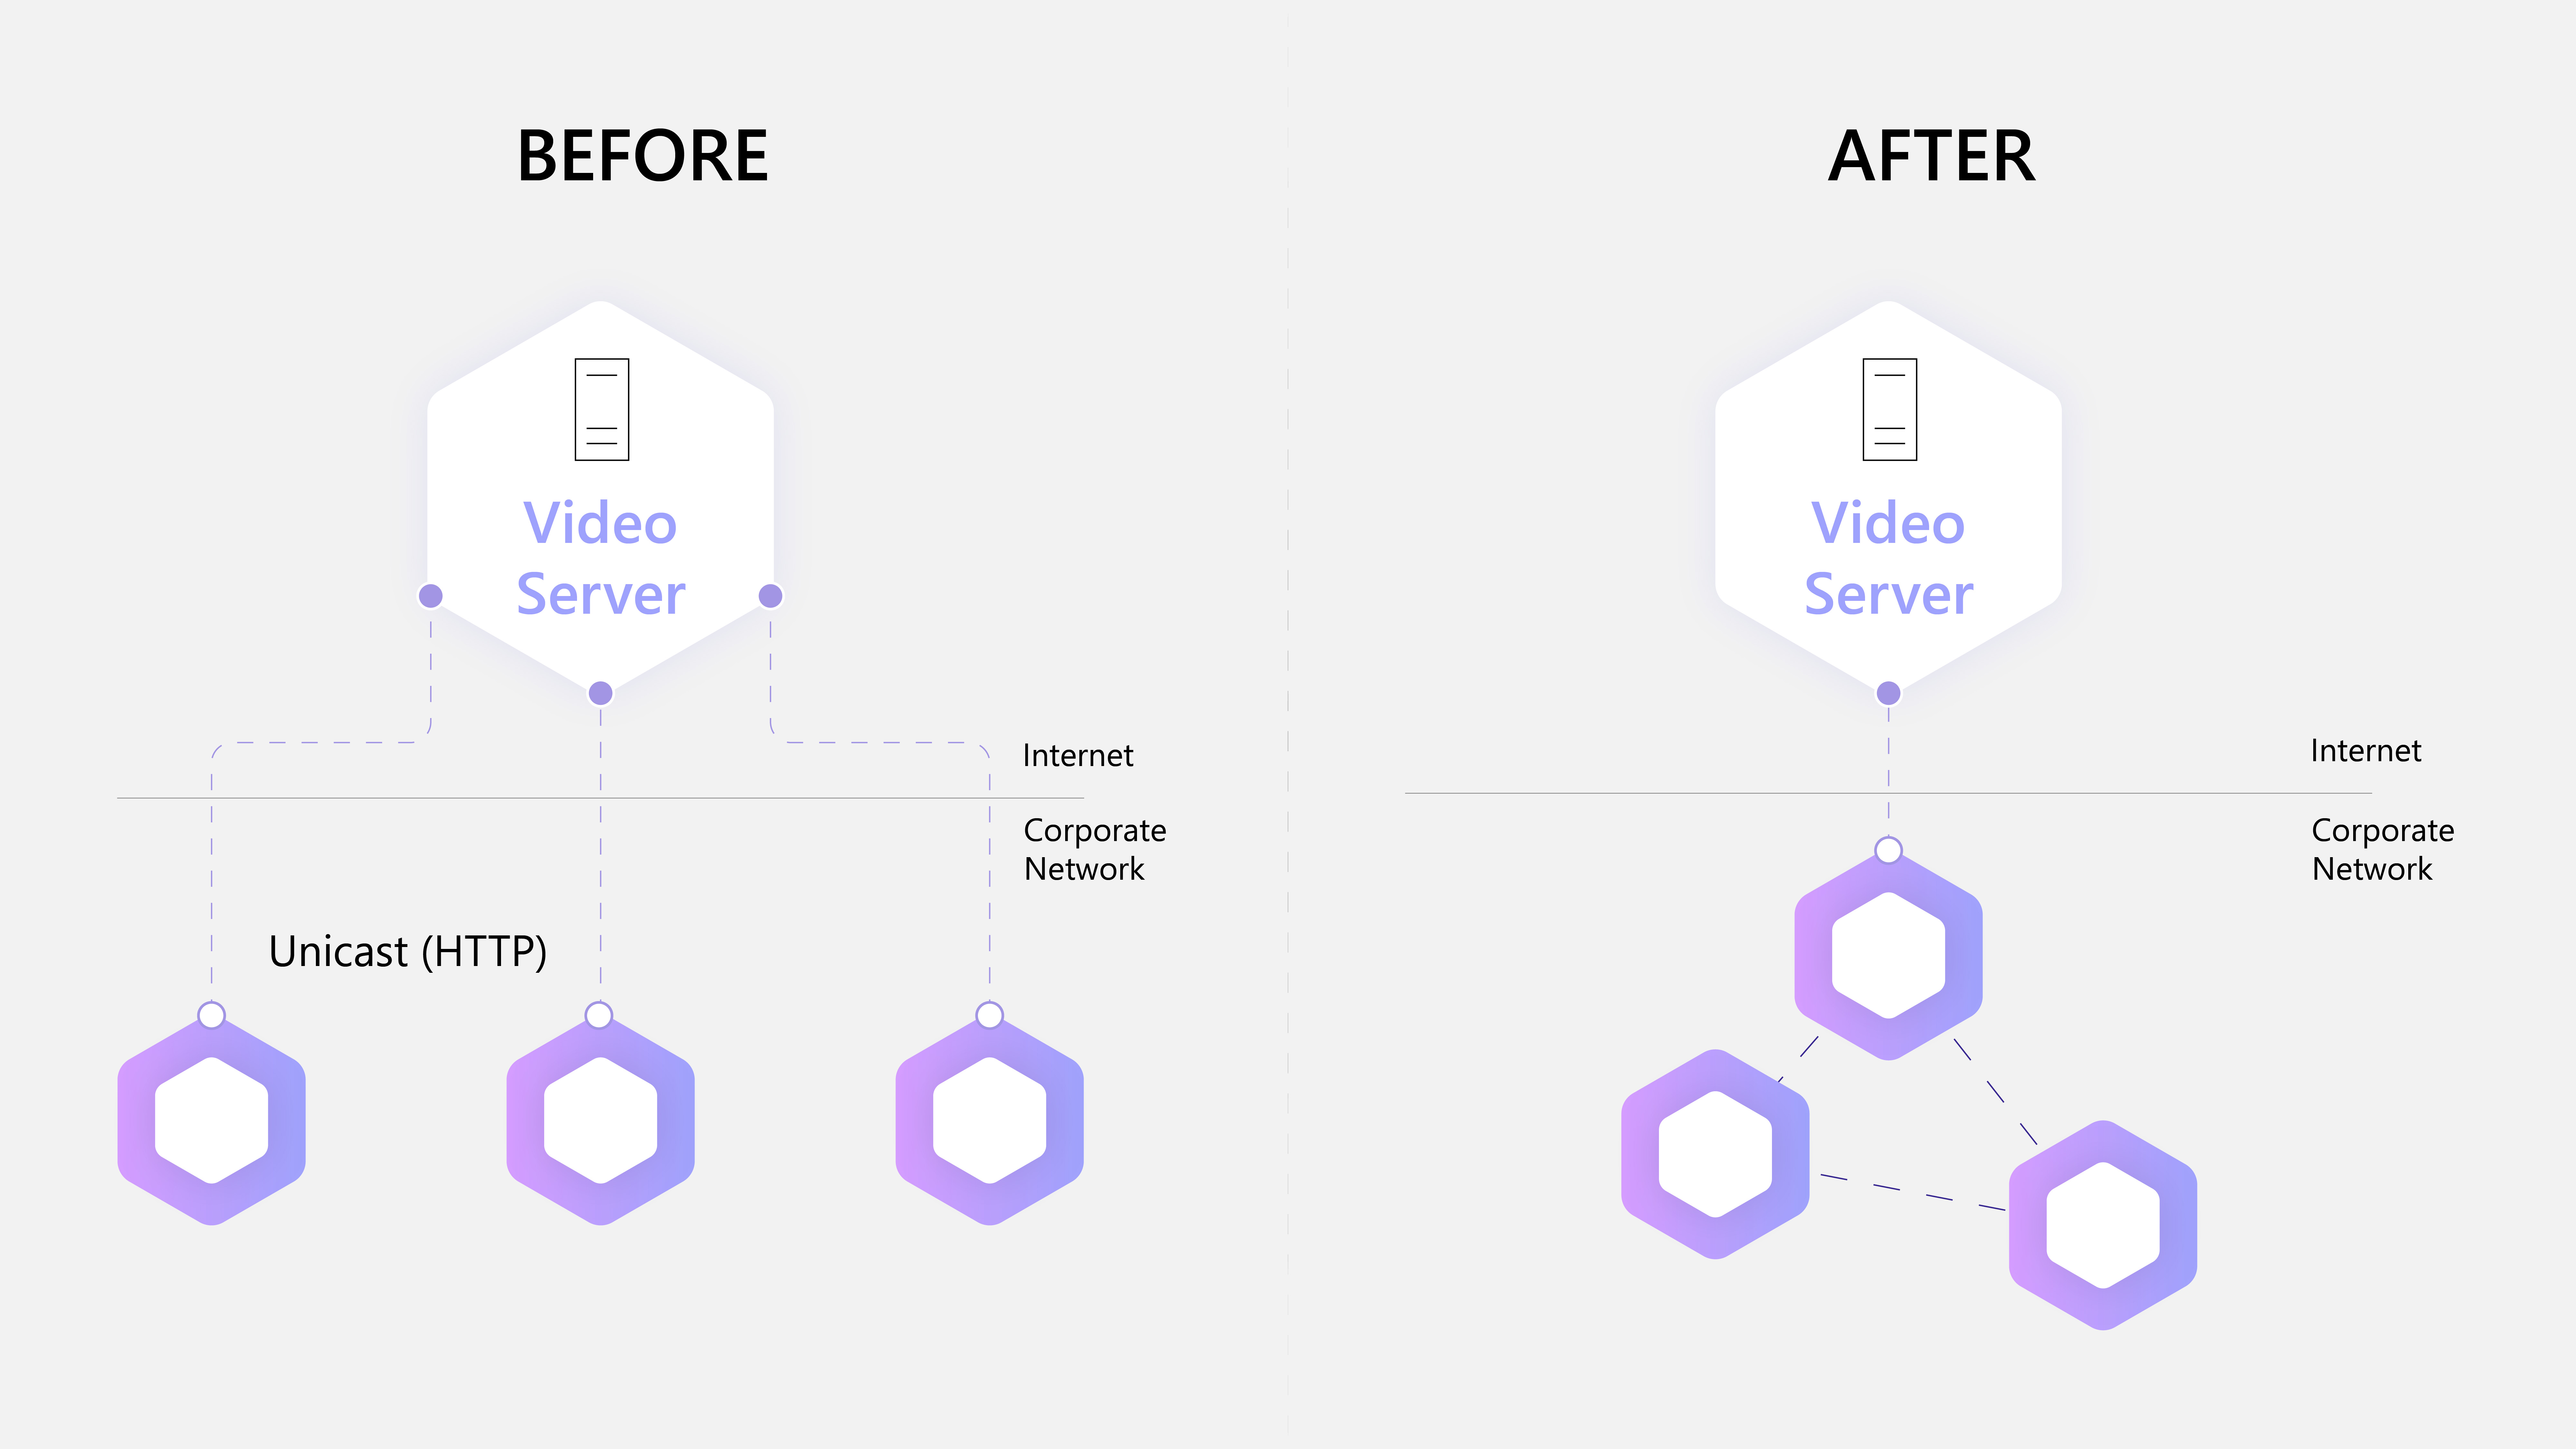 BEFORE
Video
Server
Internet
Corporate
Network
Unicast (HTTP)
AFTER
Video
Server
Internet
Corporate
Network